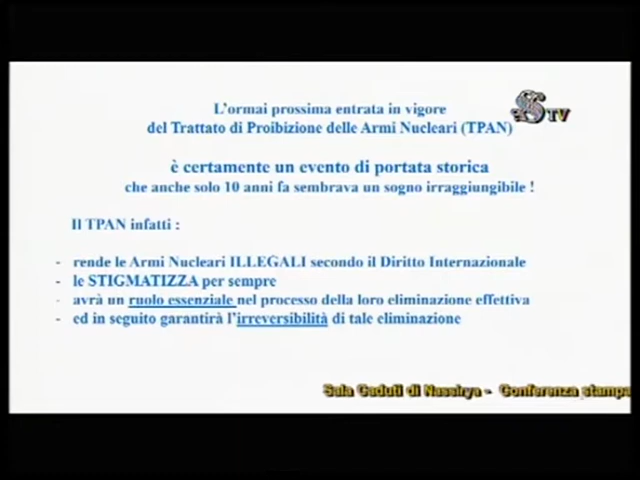 L'ormai prossima entrata in vigore
del Trattato di Proibizione delle Armi Nucleari (TPAN)
STV
è certamente un evento di portata storica
che anche solo 10 anni fa sembrava un sogno irraggiungibile !
Il TPAN infatti :
- rende le Armi Nucleari ILLEGALI secondo il Diritto Internazionale
- le STIGMATIZZA per sempre
- avrà un ruolo essenziale nel processo della loro eliminazione effettiva
- ed in seguito garantirà l'irreversibilità di tale eliminazione
Sala Caduti di Nassirya - Conferenza stampa